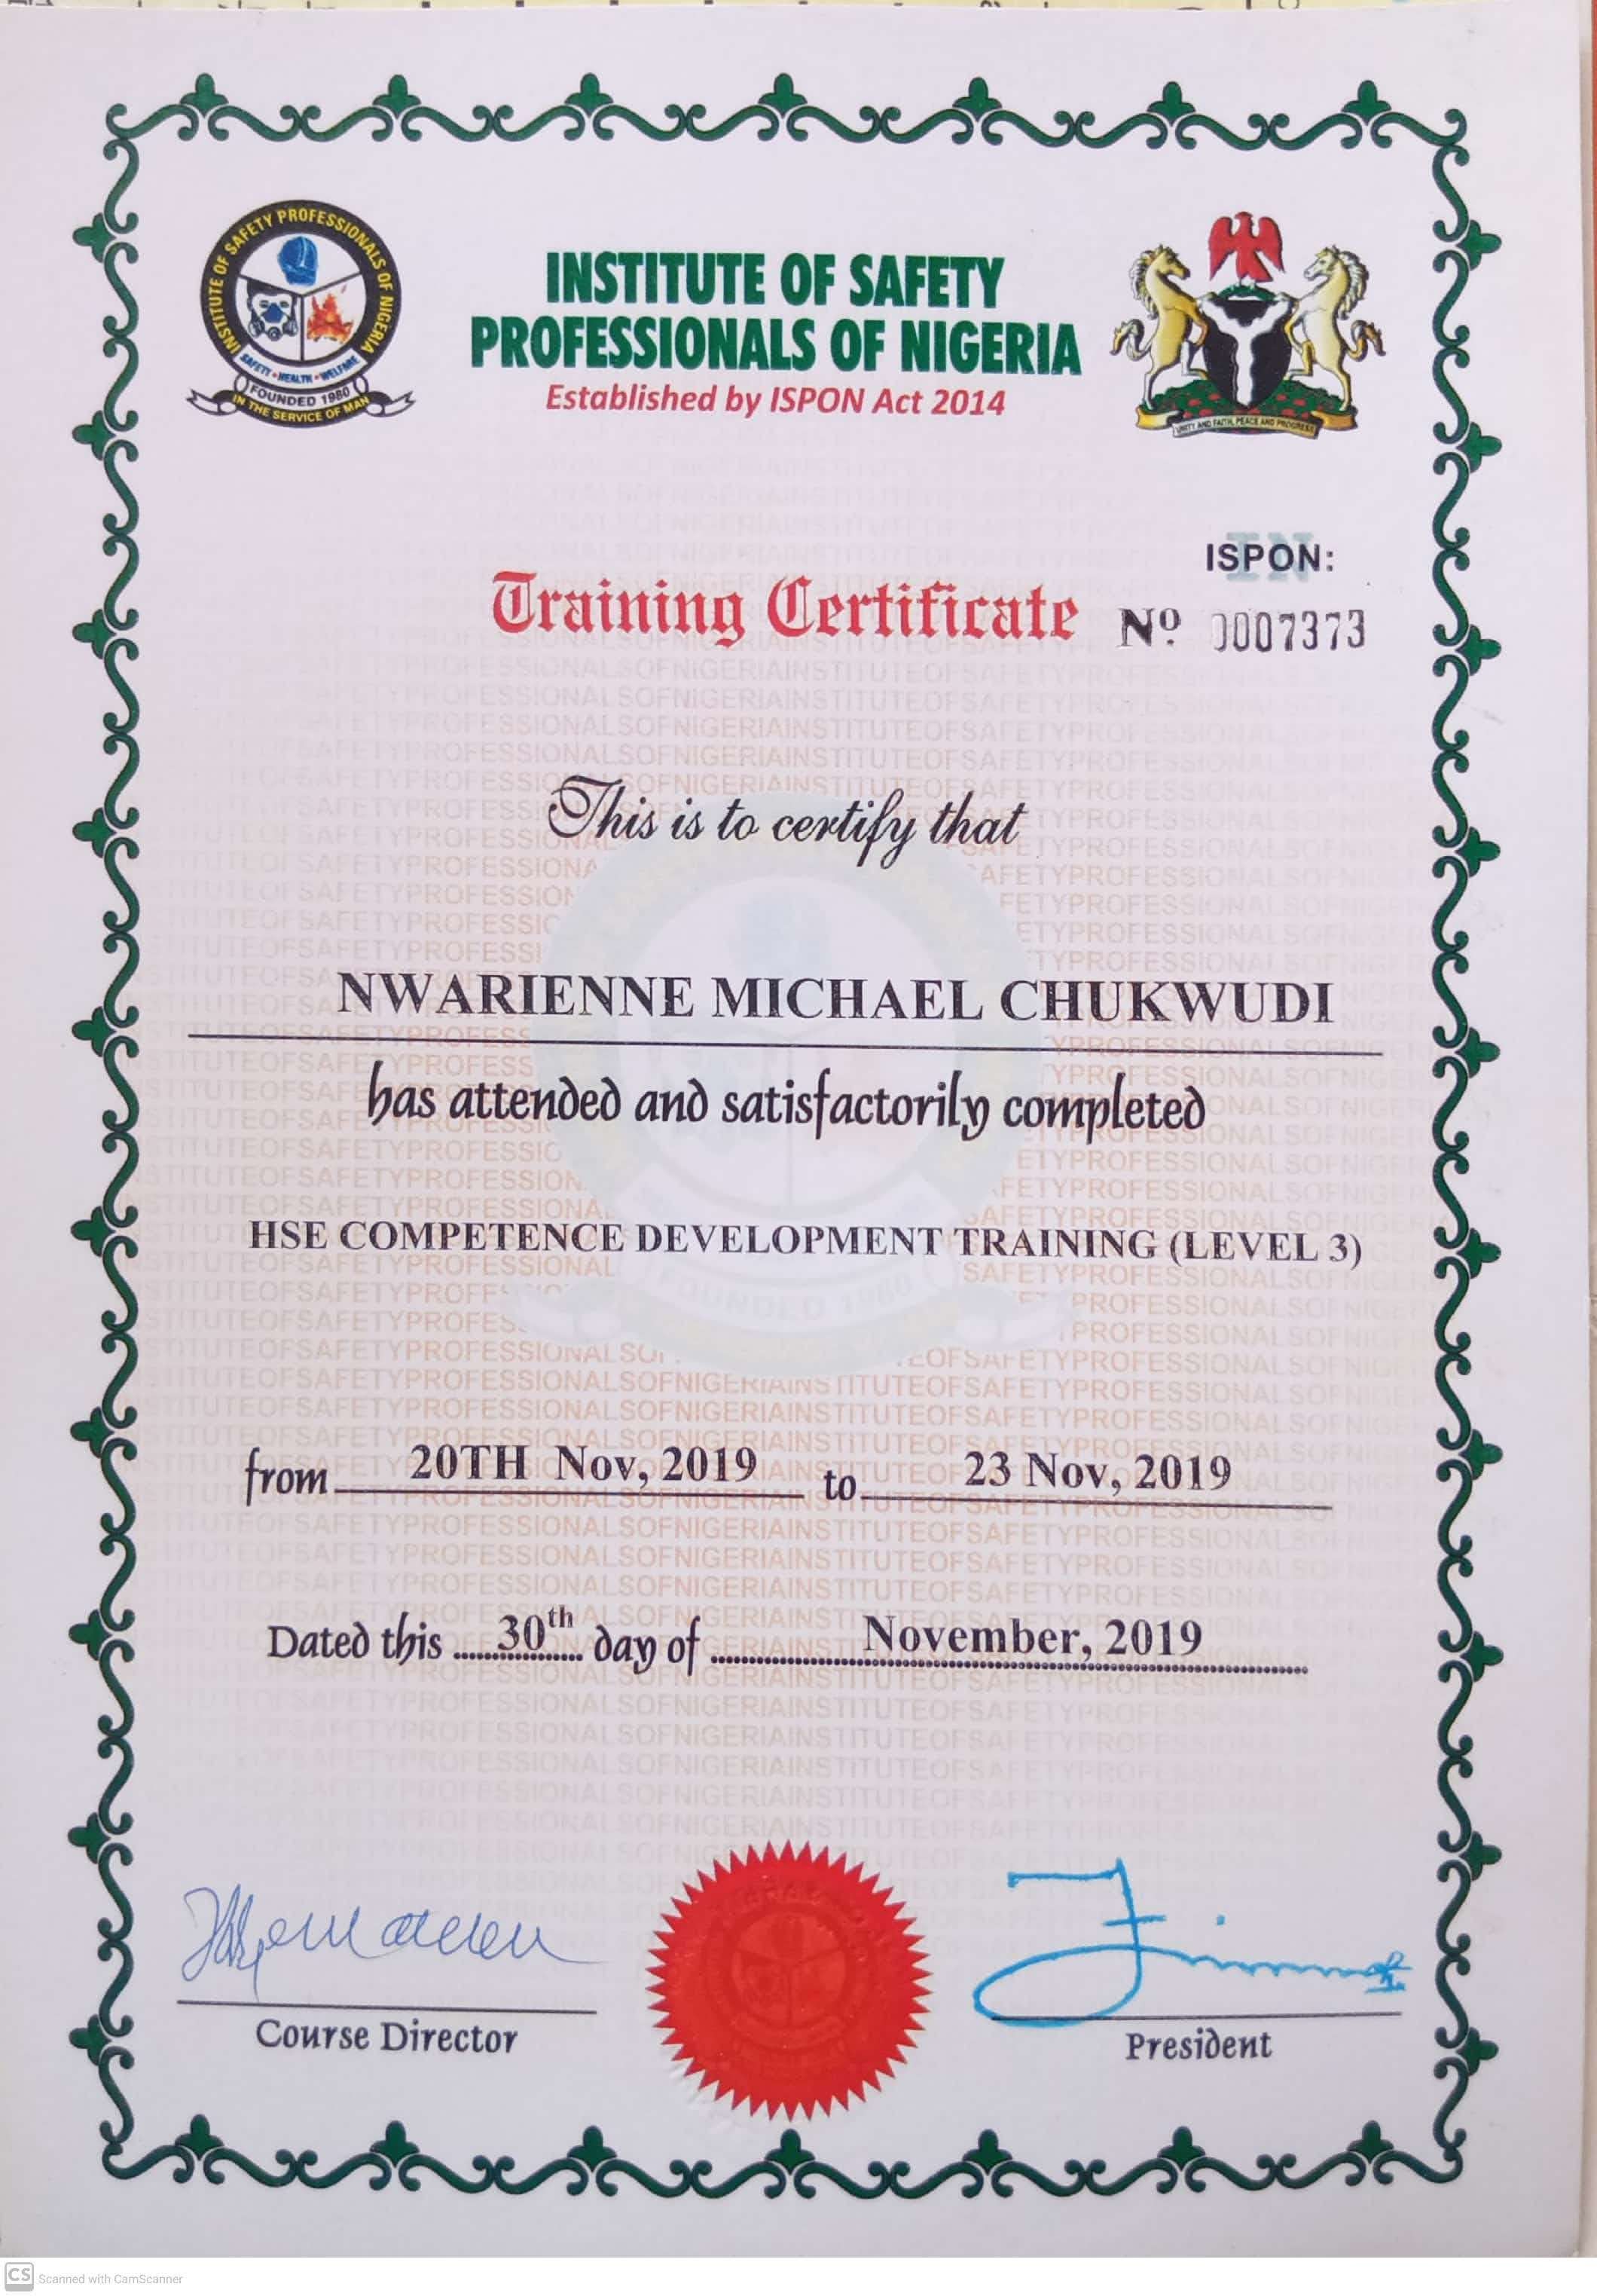 INSTITUTE OF SAFETY PROFESSIONALS OF NIGERIA
SAFETY • HEALTH • WELFARE
FOUNDED 1980
IN THE SERVICE OF MAN
INSTITUTE OF SAFETY
PROFESSIONALS OF NIGERIA
Established by ISPON Act 2014
UNITY AND FAITH, PEACE AND PROGRESS
ISPON:
Training Certificate
Nº 0007373
This is to certify that
NWARIENNE MICHAEL CHUKWUDI
has attended and satisfactorily completed
HSE COMPETENCE DEVELOPMENT TRAINING (LEVEL 3)
FOUNDED 1980
from 20TH Nov, 2019 to 23 Nov, 2019
Dated this 30th day of November, 2019
Course Director
President
CS Scanned with CamScanner